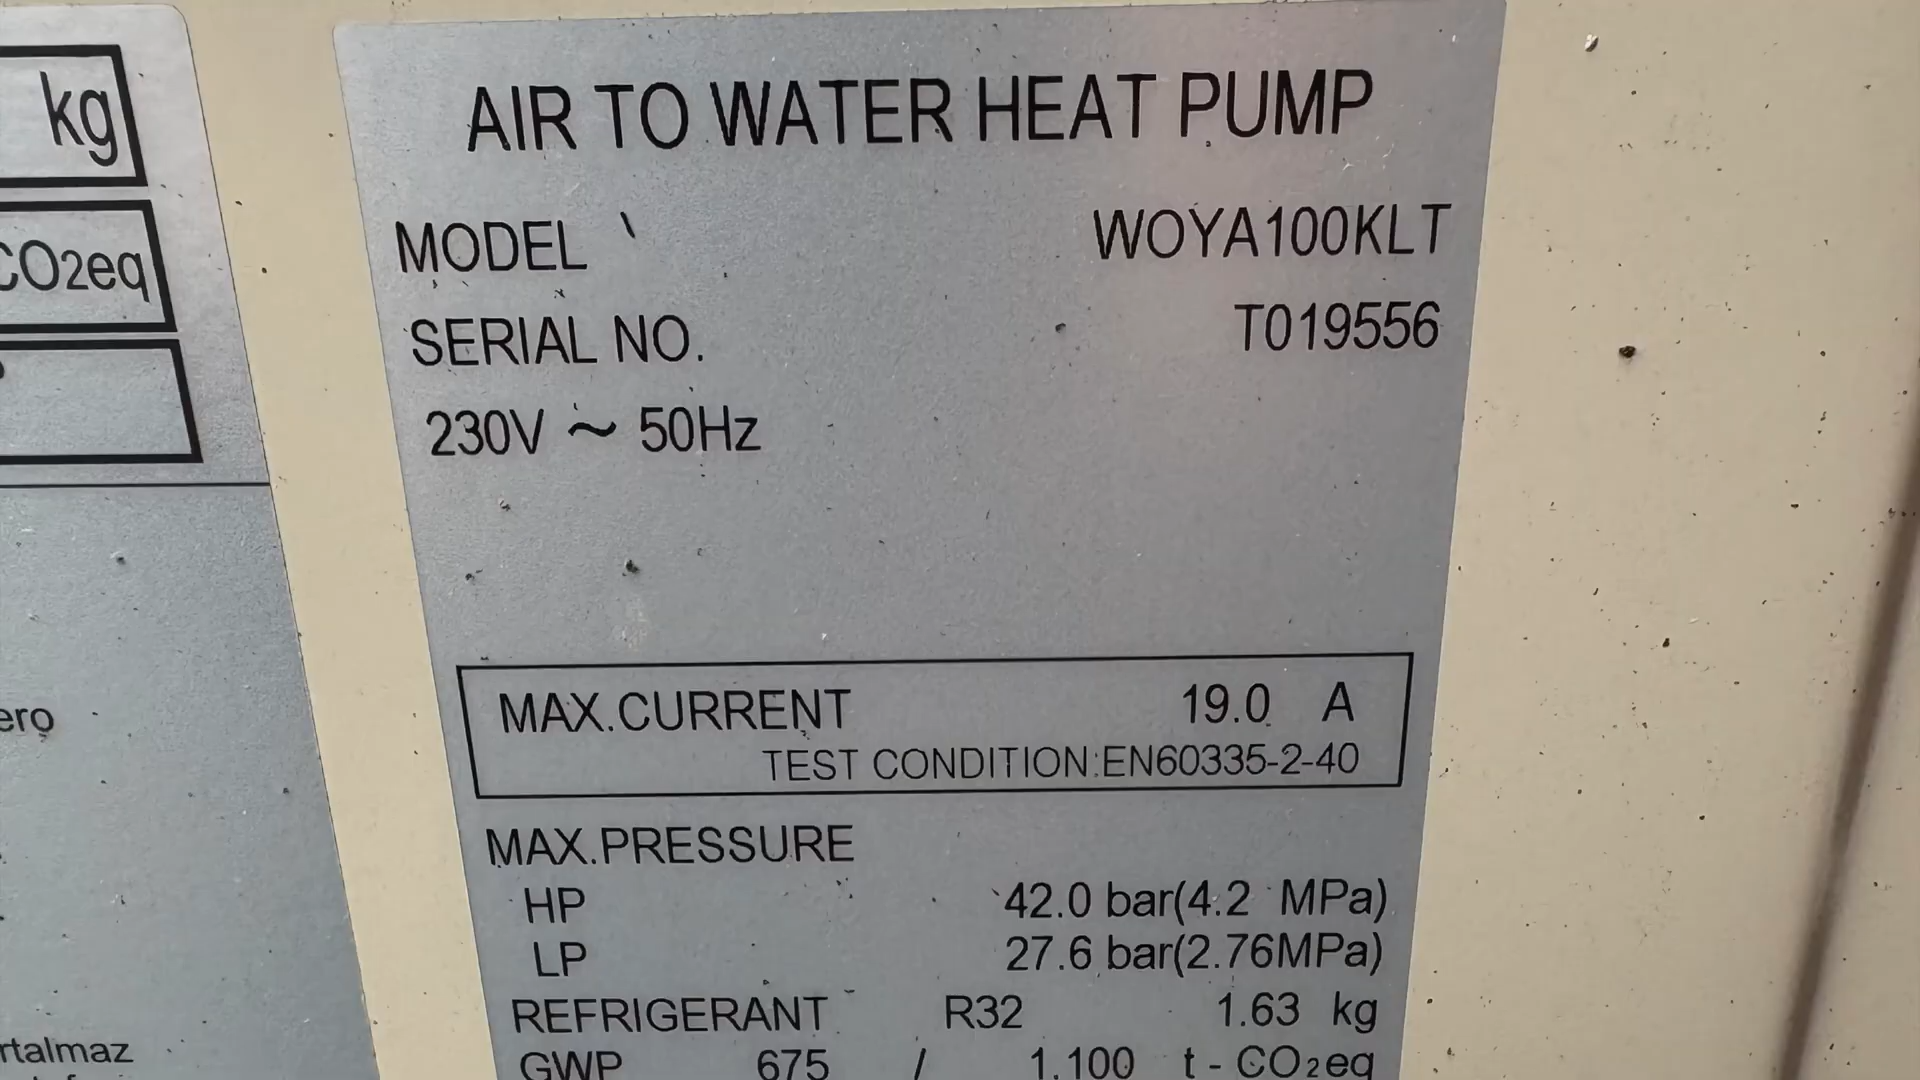 kg
CO2eq
ero
rtalmaz
AIR TO WATER HEAT PUMP
MODEL WOYA100KLT
SERIAL NO. T019556
230V ~ 50Hz
MAX.CURRENT 19.0 A
TEST CONDITION:EN60335-2-40
MAX.PRESSURE
HP 42.0 bar(4.2 MPa)
LP 27.6 bar(2.76MPa)
REFRIGERANT R32 1.63 kg
GWP 675 / 1.100 t-CO2eq